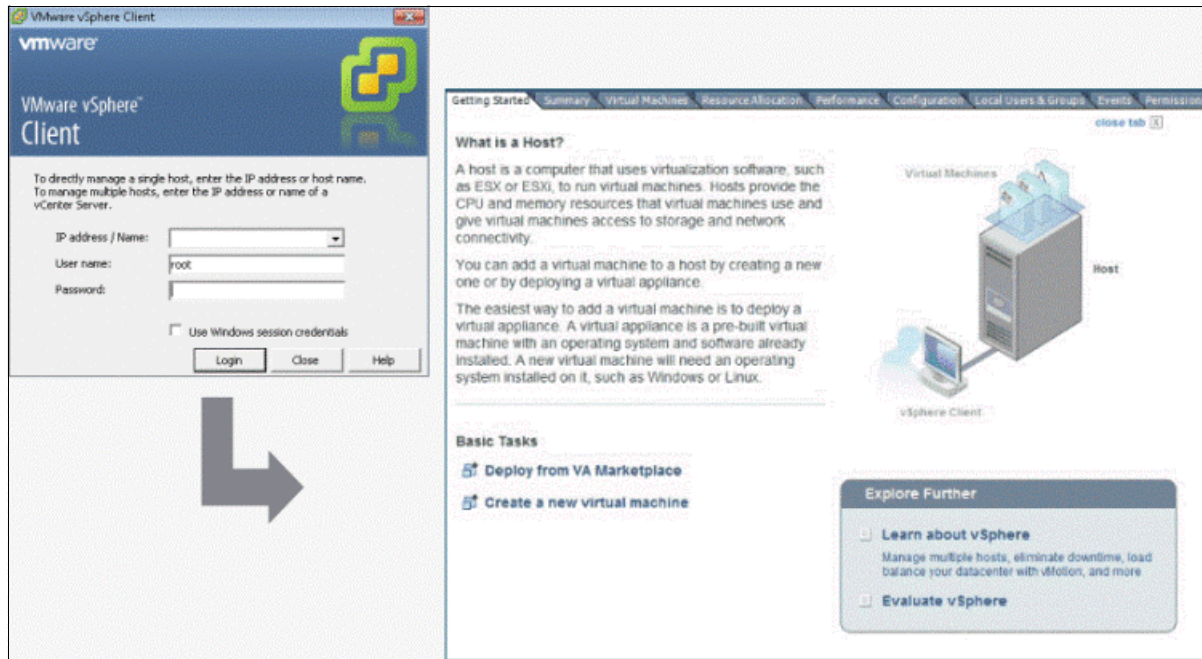 VMware vSphere Client
vmware
VMware vSphere™
Client
To directly manage a single host, enter the IP address or host name.
To manage multiple hosts, enter the IP address or name of a
vCenter Server.
IP address / Name:
User name:
root
Password:
Use Windows session credentials
Login Close Help
Getting Started Summary Virtual Machines Resource Allocation Performance Configuration Local Users & Groups Events Permission
close tab
What is a Host?
A host is a computer that uses virtualization software, such
as ESX or ESXi, to run virtual machines. Hosts provide the
CPU and memory resources that virtual machines use and
give virtual machines access to storage and network
connectivity.
You can add a virtual machine to a host by creating a new
one or by deploying a virtual appliance.
The easiest way to add a virtual machine is to deploy a
virtual appliance. A virtual appliance is a pre-built virtual
machine with an operating system and software already
installed. A new virtual machine will need an operating
system installed on it, such as Windows or Linux.
Virtual Machines
Host
vSphere Client
Basic Tasks
Deploy from VA Marketplace
Create a new virtual machine
Explore Further
Learn about vSphere
Manage multiple hosts, eliminate downtime, load
balance your datacenter with vMotion, and more
Evaluate vSphere